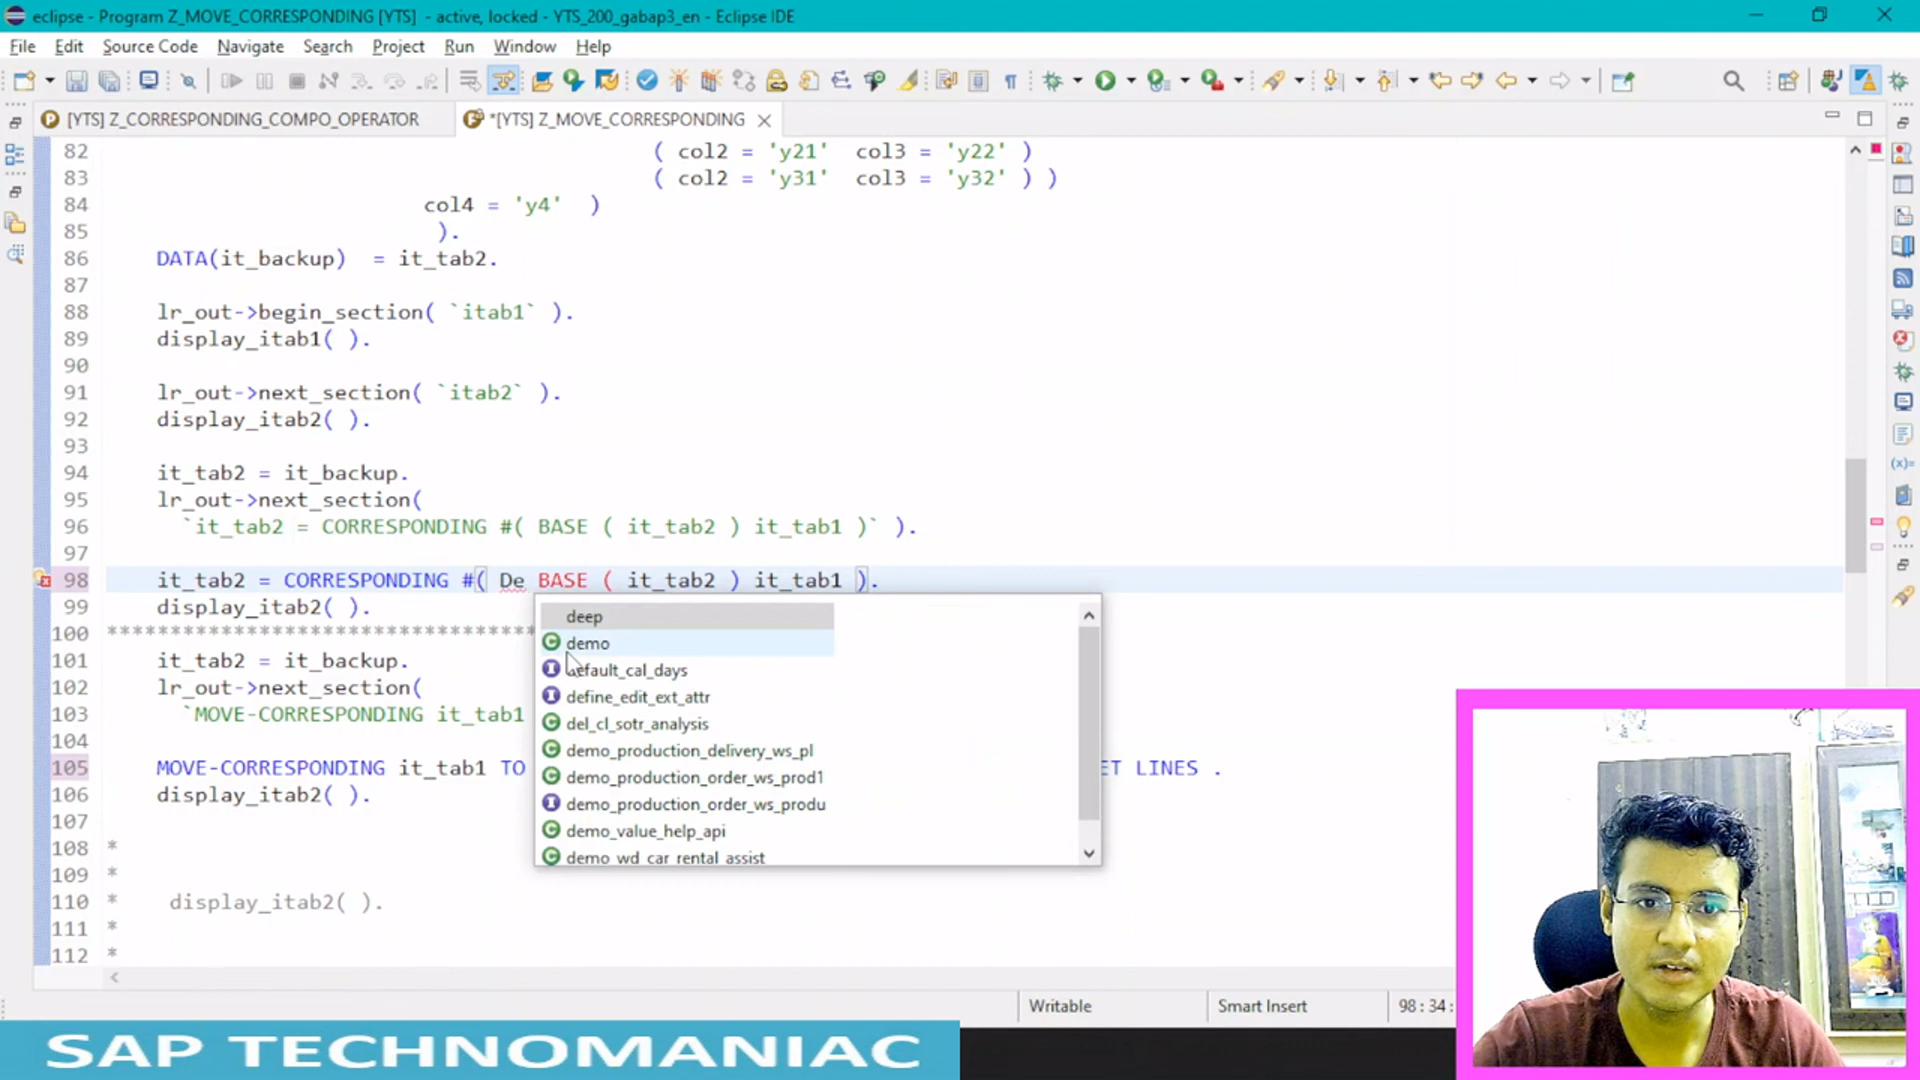 eclipse - Program Z_MOVE_CORRESPONDING [YTS] - active, locked - YTS_200_gabap3_en - Eclipse IDE
File Edit Source Code Navigate Search Project Run Window Help
[YTS] Z_CORRESPONDING_COMPO_OPERATOR
*[YTS] Z_MOVE_CORRESPONDING
82 ( col2 = 'y21' col3 = 'y22' )
83 ( col2 = 'y31' col3 = 'y32' ) )
84 col4 = 'y4' )
85 ).
86 DATA(it_backup) = it_tab2.
87
88 lr_out->begin_section( `itab1` ).
89 display_itab1( ).
90
91 lr_out->next_section( `itab2` ).
92 display_itab2( ).
93
94 it_tab2 = it_backup.
95 lr_out->next_section(
96 `it_tab2 = CORRESPONDING #( BASE ( it_tab2 ) it_tab1 )` ).
97
98 it_tab2 = CORRESPONDING #( De BASE ( it_tab2 ) it_tab1 ).
99 display_itab2( ).
100 **********************************
101 it_tab2 = it_backup.
102 lr_out->next_section(
103 `MOVE-CORRESPONDING it_tab1
104
105 MOVE-CORRESPONDING it_tab1 TO ET LINES .
106 display_itab2( ).
107
108 *
109 *
110 * display_itab2( ).
111 *
112 *
deep
demo
default_cal_days
define_edit_ext_attr
del_cl_sotr_analysis
demo_production_delivery_ws_pl
demo_production_order_ws_prod1
demo_production_order_ws_produ
demo_value_help_api
demo_wd_car_rental_assist
Writable Smart Insert 98:34:
SAP TECHNOMANIAC